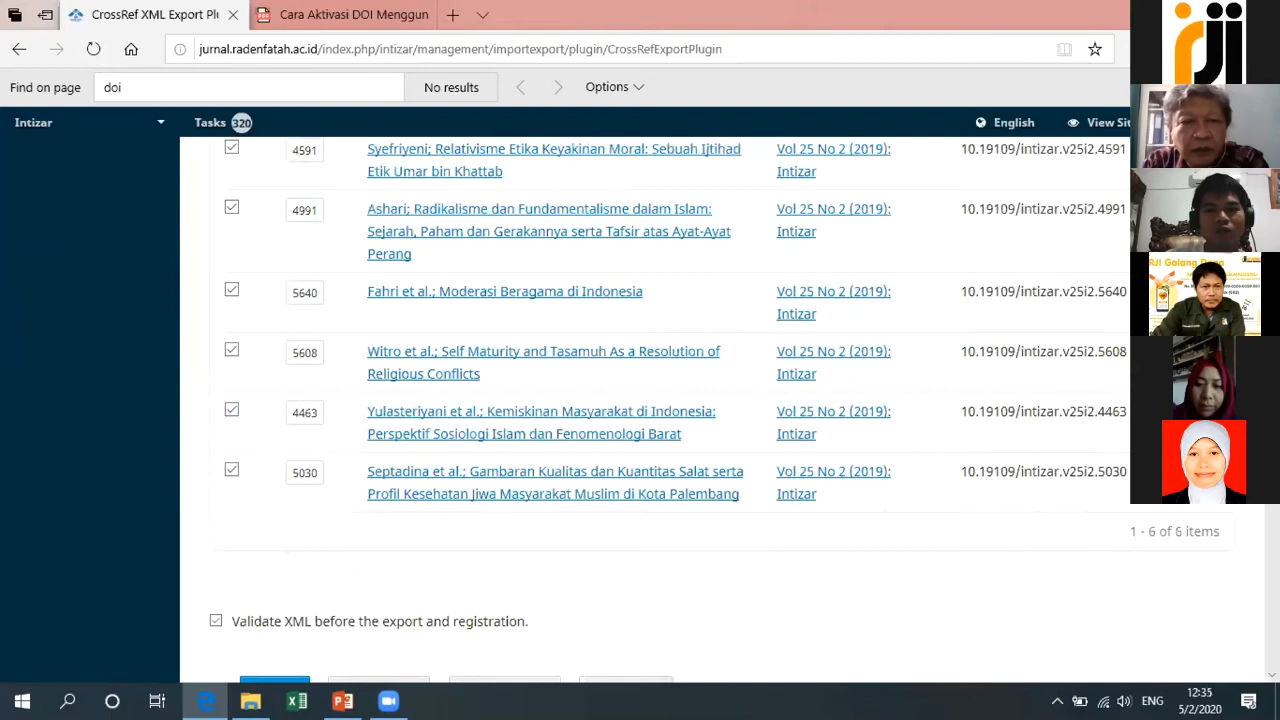 CrossRef XML Export Pl
Cara Aktivasi DOI Menggun
jurnal.radenfatah.ac.id/index.php/intizar/management/importexport/plugin/CrossRefExportPlugin
Find on page
doi
No results
Options
Intizar
Tasks 320
English
View Sit
4591
Syefriyeni; Relativisme Etika Keyakinan Moral: Sebuah Ijtihad
Etik Umar bin Khattab
Vol 25 No 2 (2019):
Intizar
10.19109/intizar.v25i2.4591
4991
Ashari; Radikalisme dan Fundamentalisme dalam Islam:
Sejarah, Paham dan Gerakannya serta Tafsir atas Ayat-Ayat
Perang
Vol 25 No 2 (2019):
Intizar
10.19109/intizar.v25i2.4991
5640
Fahri et al.; Moderasi Beragama di Indonesia
Vol 25 No 2 (2019):
Intizar
10.19109/intizar.v25i2.5640
5608
Witro et al.; Self Maturity and Tasamuh As a Resolution of
Religious Conflicts
Vol 25 No 2 (2019):
Intizar
10.19109/intizar.v25i2.5608
4463
Yulasteriyani et al.; Kemiskinan Masyarakat di Indonesia:
Perspektif Sosiologi Islam dan Fenomenologi Barat
Vol 25 No 2 (2019):
Intizar
10.19109/intizar.v25i2.4463
5030
Septadina et al.; Gambaran Kualitas dan Kuantitas Salat serta
Profil Kesehatan Jiwa Masyarakat Muslim di Kota Palembang
Vol 25 No 2 (2019):
Intizar
10.19109/intizar.v25i2.5030
1 - 6 of 6 items
Validate XML before the export and registration.
rji
RJI Galang Dana
ENG
12:35
5/2/2020